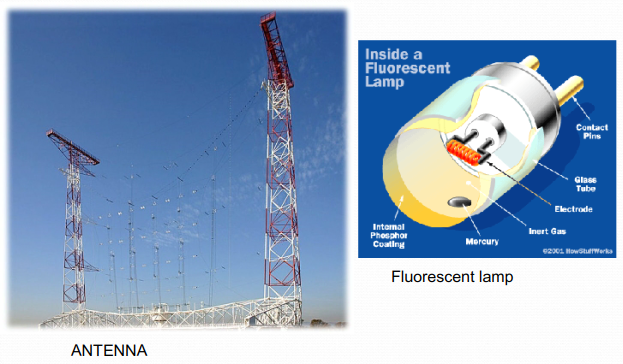 Inside a
Fluorescent
Lamp
Contact
Pins
Glass
Tube
Electrode
Inert Gas
Mercury
Internal
Phosphor
Coating
©2001 HowStuffWorks
Fluorescent lamp
ANTENNA